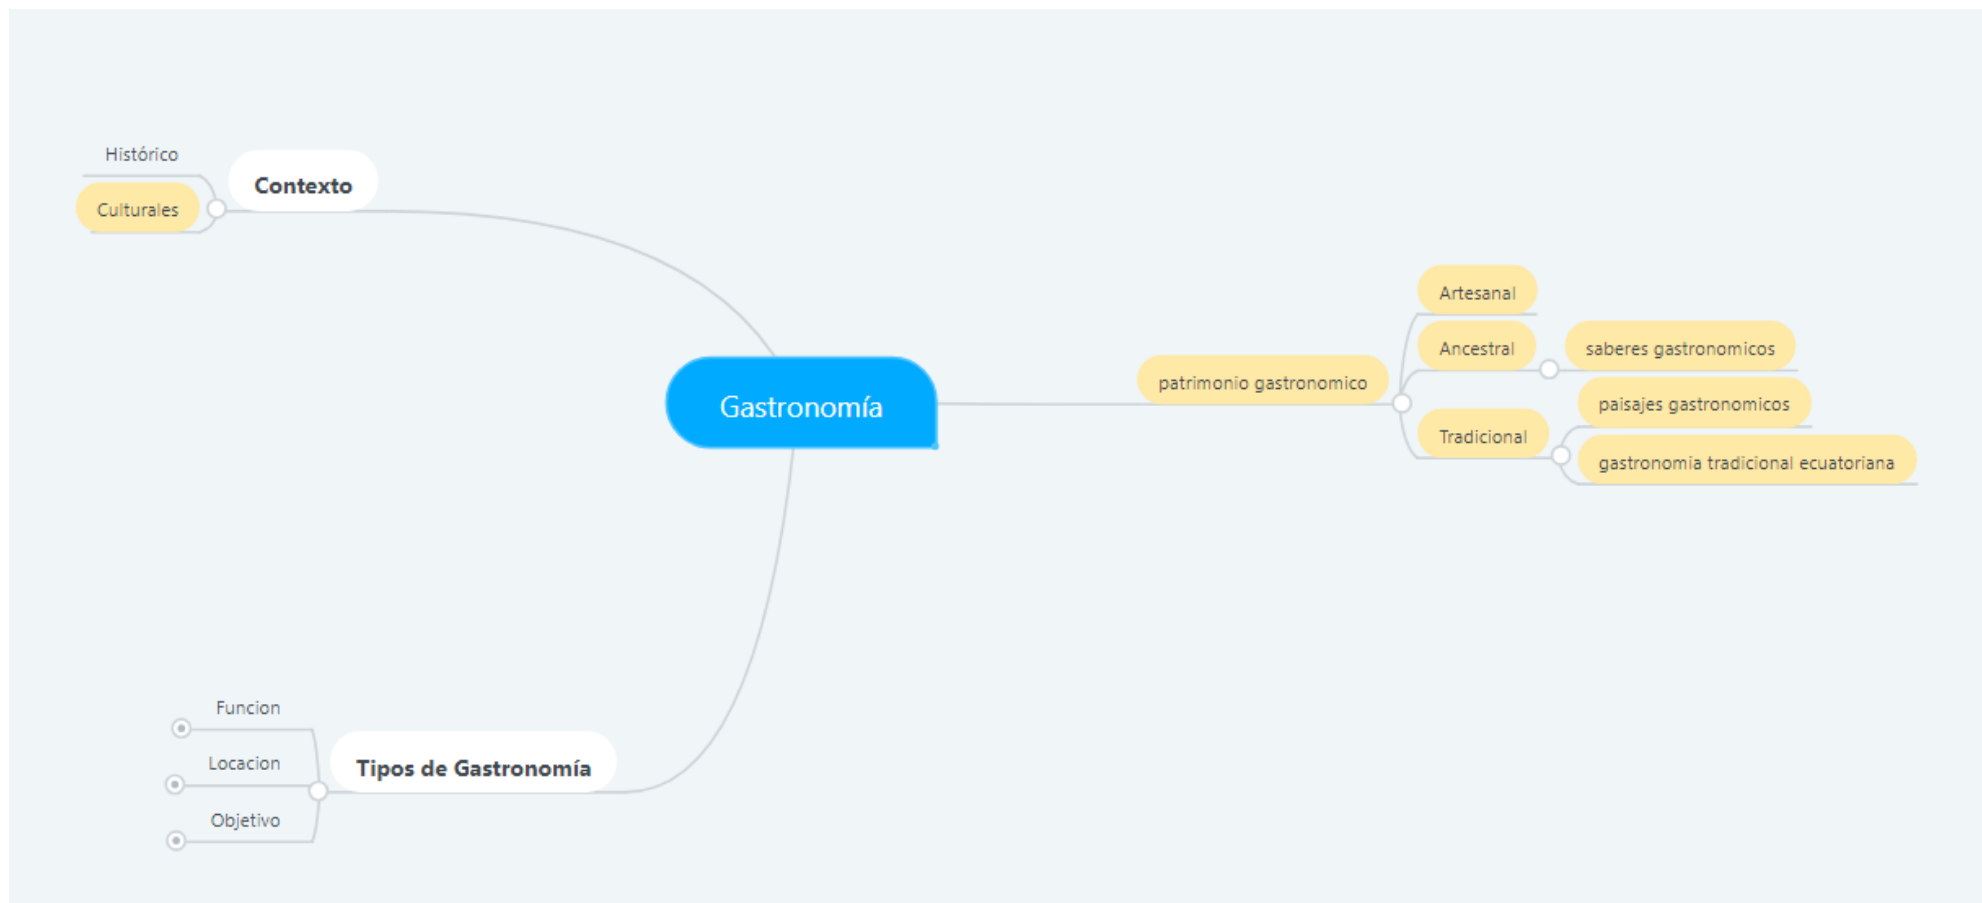 Histórico
Contexto
Culturales
Gastronomía
patrimonio gastronomico
Artesanal
Ancestral
saberes gastronomicos
Tradicional
paisajes gastronomicos
gastronomia tradicional ecuatoriana
Tipos de Gastronomía
Funcion
Locacion
Objetivo